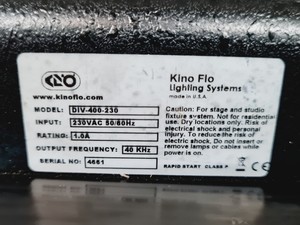 KINO
www.kinoflo.com
MODEL: DIV-400-230
INPUT: 230VAC 50/60Hz
RATING: 1.0A
OUTPUT FREQUENCY: 40 KHz
SERIAL NO: 4661
Kino Flo
Lighting Systems
made in U.S.A.
Caution: For stage and studio
fixture system. Not for residential
use. Dry locations only. Risk of
electrical shock and personal
injury. To reduce the risk of
electric shock. Do not insert or
remove lamps or cables while
power is on.
RAPID START CLASS P
CE